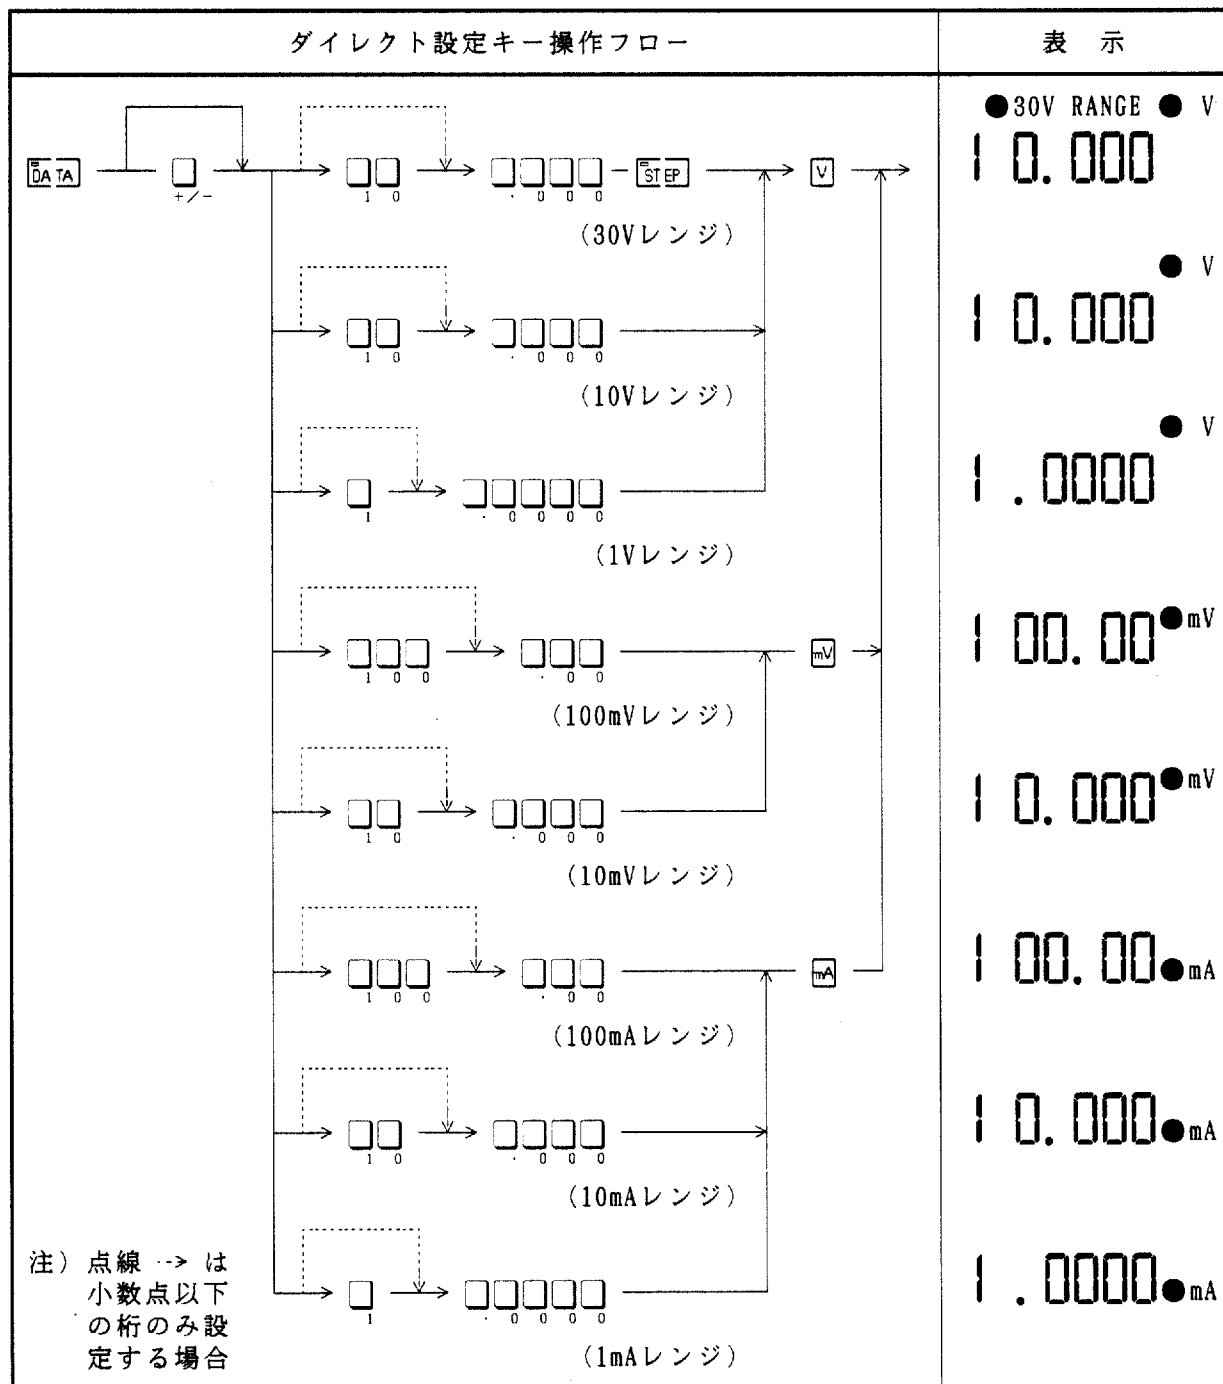 ダイレクト設定キー操作フロー
表 示
DATA
+/-
1 0
. 0 0 0
STEP
V
(30Vレンジ)
●30V RANGE ● V
10.000
1 0
. 0 0 0
(10Vレンジ)
● V
10.000
1
. 0 0 0 0
(1Vレンジ)
● V
1.0000
1 0 0
. 0 0
mV
(100mVレンジ)
100.00 ●mV
1 0
. 0 0 0
(10mVレンジ)
10.000 ●mV
1 0 0
. 0 0
mA
(100mAレンジ)
100.00 ●mA
1 0
. 0 0 0
(10mAレンジ)
10.000 ●mA
1
. 0 0 0 0
(1mAレンジ)
1.0000 ●mA
注) 点線 --> は
小数点以下
の桁のみ設
定する場合